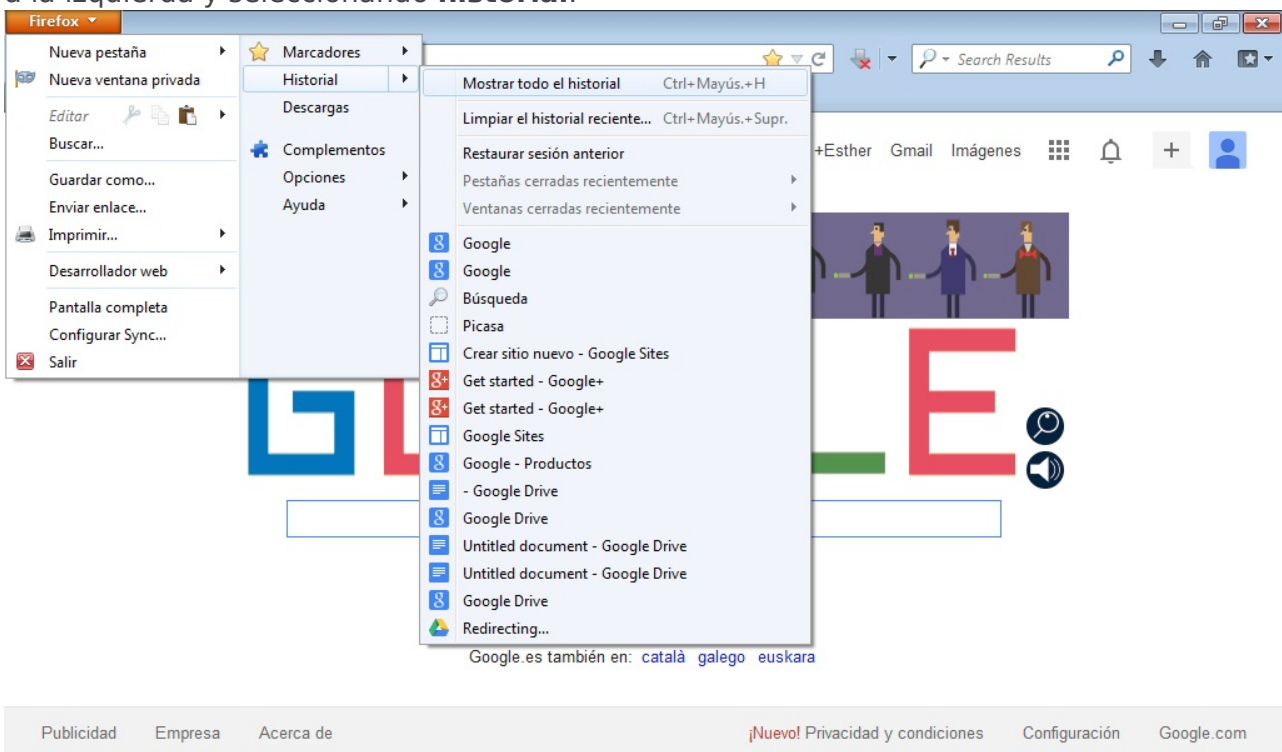 a la izquierda y seleccionando historial.
Firefox
Nueva pestaña
Nueva ventana privada
Editar
Buscar...
Guardar como...
Enviar enlace...
Imprimir...
Desarrollador web
Pantalla completa
Configurar Sync...
Salir
Marcadores
Historial
Descargas
Complementos
Opciones
Ayuda
Mostrar todo el historial Ctrl+Mayús.+H
Limpiar el historial reciente... Ctrl+Mayús.+Supr.
Restaurar sesión anterior
Pestañas cerradas recientemente
Ventanas cerradas recientemente
Google
Google
Búsqueda
Picasa
Crear sitio nuevo - Google Sites
Get started - Google+
Get started - Google+
Google Sites
Google - Productos
- Google Drive
Google Drive
Untitled document - Google Drive
Untitled document - Google Drive
Google Drive
Redirecting...
Search Results
+Esther Gmail Imágenes
G LE
Google.es también en: català galego euskara
Publicidad Empresa Acerca de ¡Nuevo! Privacidad y condiciones Configuración Google.com